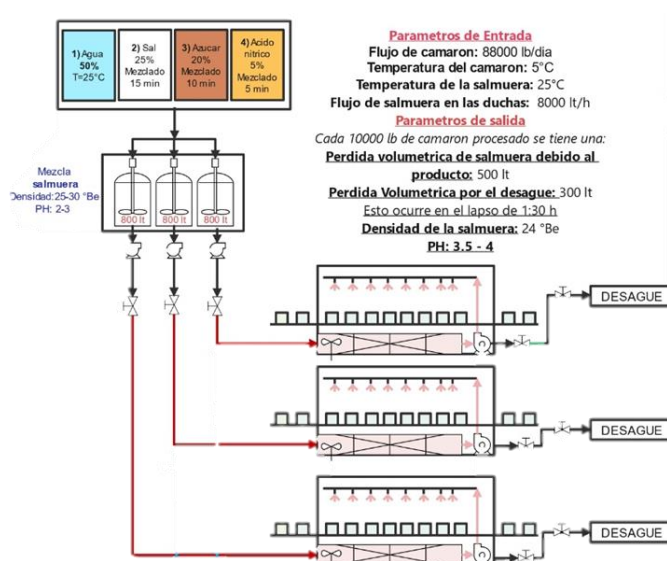 1) Agua
50%
T=25°C
2) Sal
25%
Mezclado
15 min
3) Azucar
20%
Mezclado
10 min
4) Acido
nitrico
5%
Mezclado
5 min
Parametros de Entrada
Flujo de camaron: 88000 lb/dia
Temperatura del camaron: 5°C
Temperatura de la salmuera: 25°C
Flujo de salmuera en las duchas: 8000 lt/h
Parametros de salida
Cada 10000 lb de camaron procesado se tiene una:
Perdida volumetrica de salmuera debido al
producto: 500 lt
Perdida Volumetrica por el desague: 300 lt
Esto ocurre en el lapso de 1:30 h
Densidad de la salmuera: 24 °Be
PH: 3.5 - 4
Mezcla
salmuera
Densidad:25-30 °Be
PH: 2-3
800 lt
800 lt
800 lt
DESAGUE
DESAGUE
DESAGUE